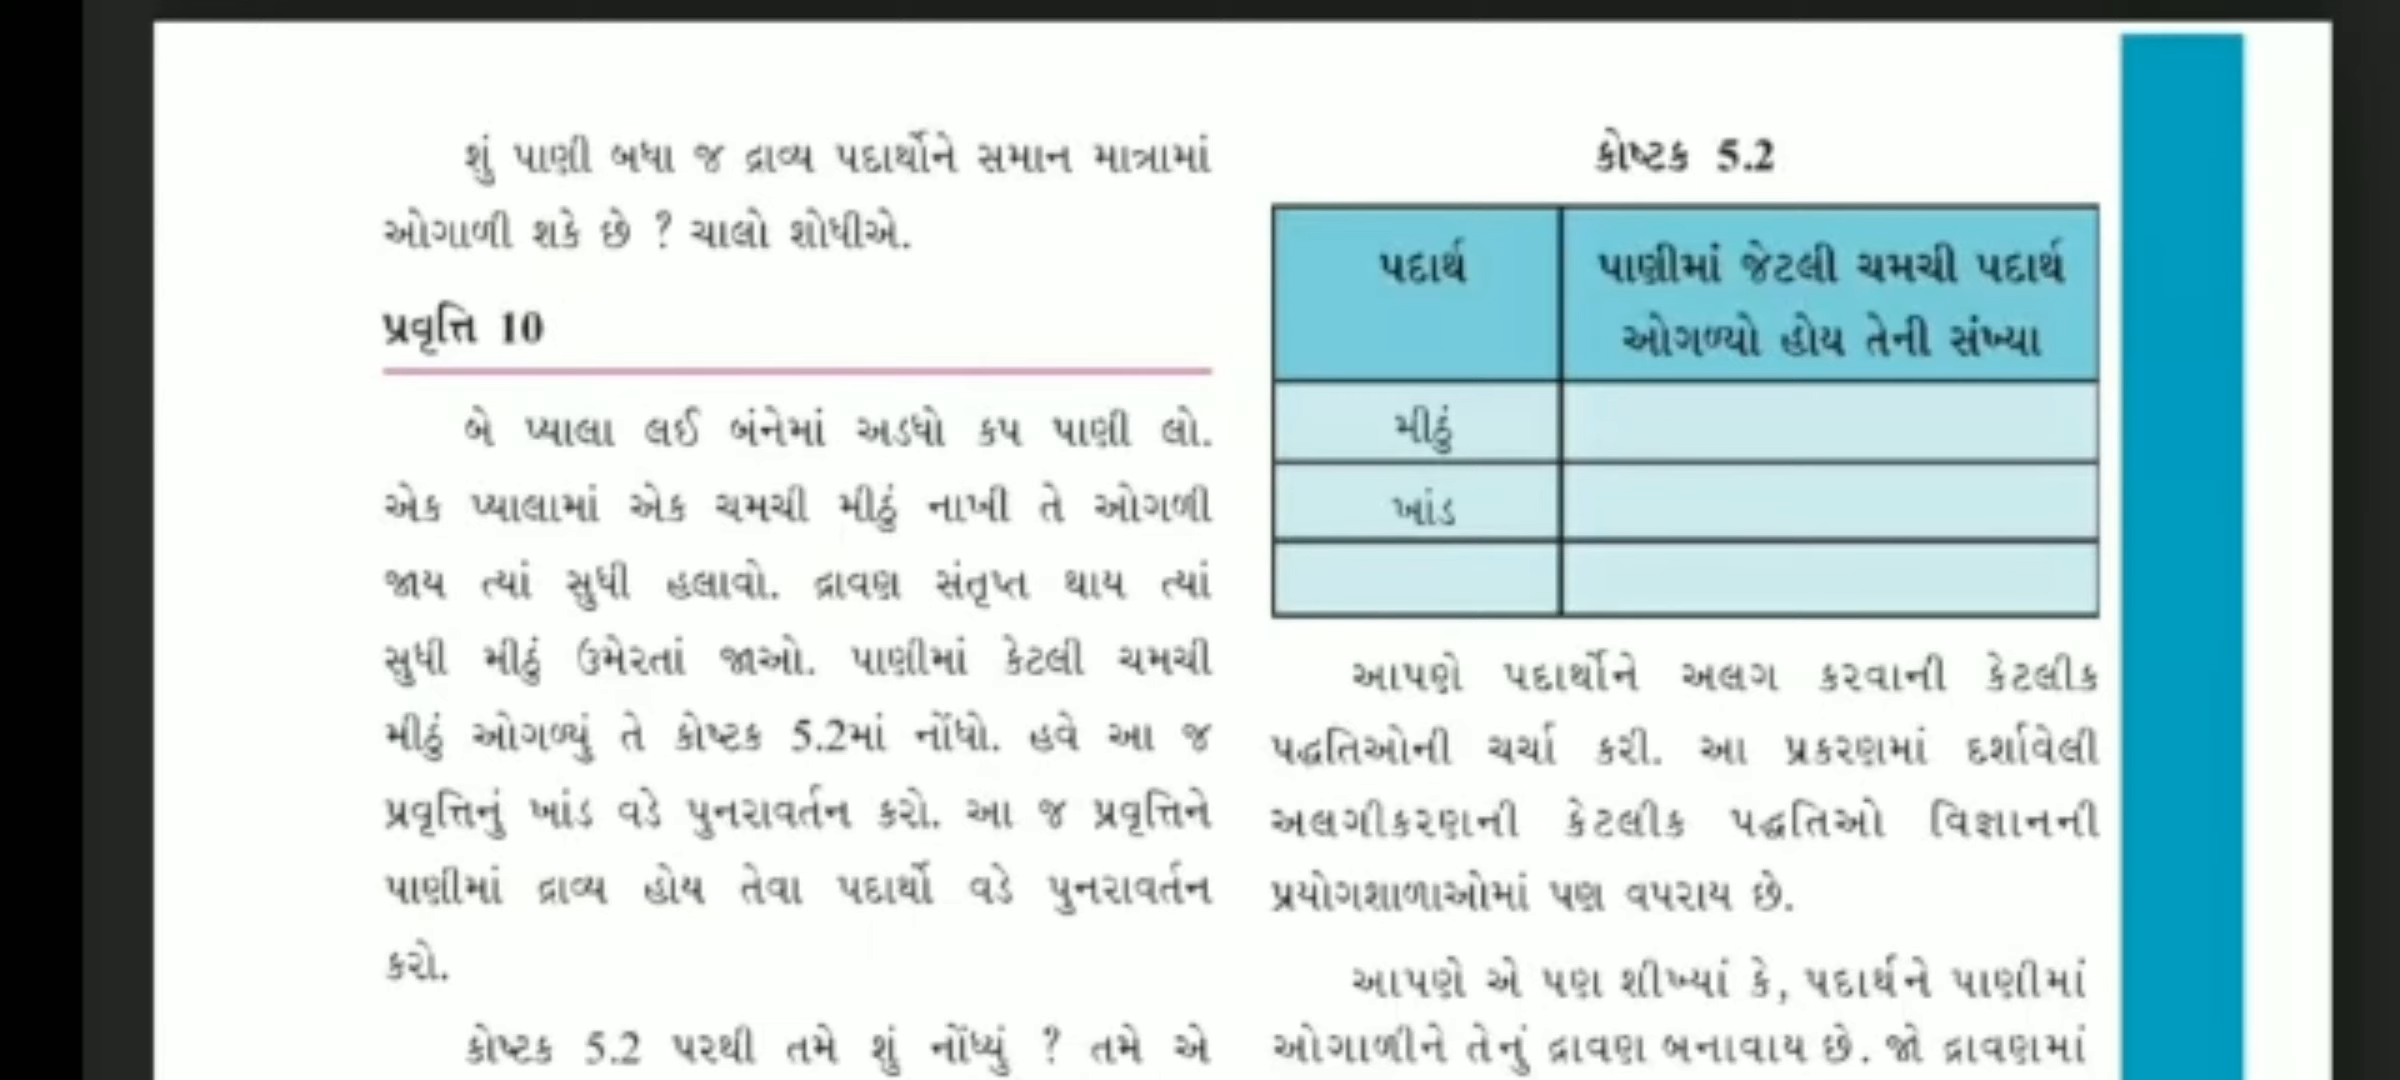 શું પાણી બધા જ દ્રાવ્ય પદાર્થોને સમાન માત્રામાં
ઓગાળી શકે છે ? ચાલો શોધીએ.
પ્રવૃત્તિ 10
બે પ્યાલા લઈ બંનેમાં અડધો કપ પાણી લો.
એક પ્યાલામાં એક ચમચી મીઠું નાખી તે ઓગળી
જાય ત્યાં સુધી હલાવો. દ્રાવણ સંતૃપ્ત થાય ત્યાં
સુધી મીઠું ઉમેરતાં જાઓ. પાણીમાં કેટલી ચમચી
મીઠું ઓગળ્યું તે કોષ્ટક 5.2માં નોંધો. હવે આ જ
પ્રવૃત્તિનું ખાંડ વડે પુનરાવર્તન કરો. આ જ પ્રવૃત્તિને
પાણીમાં દ્રાવ્ય હોય તેવા પદાર્થો વડે પુનરાવર્તન
કરો.
કોષ્ટક 5.2 પરથી તમે શું નોંધ્યું ? તમે એ
કોષ્ટક 5.2
પદાર્થ
પાણીમાં જેટલી ચમચી પદાર્થ
ઓગળ્યો હોય તેની સંખ્યા
મીઠું
ખાંડ
આપણે પદાર્થોને અલગ કરવાની કેટલીક
પદ્ધતિઓની ચર્ચા કરી. આ પ્રકરણમાં દર્શાવેલી
અલગીકરણની કેટલીક પદ્ધતિઓ વિજ્ઞાનની
પ્રયોગશાળાઓમાં પણ વપરાય છે.
આપણે એ પણ શીખ્યાં કે, પદાર્થને પાણીમાં
ઓગાળીને તેનું દ્રાવણ બનાવાય છે. જો દ્રાવણમાં